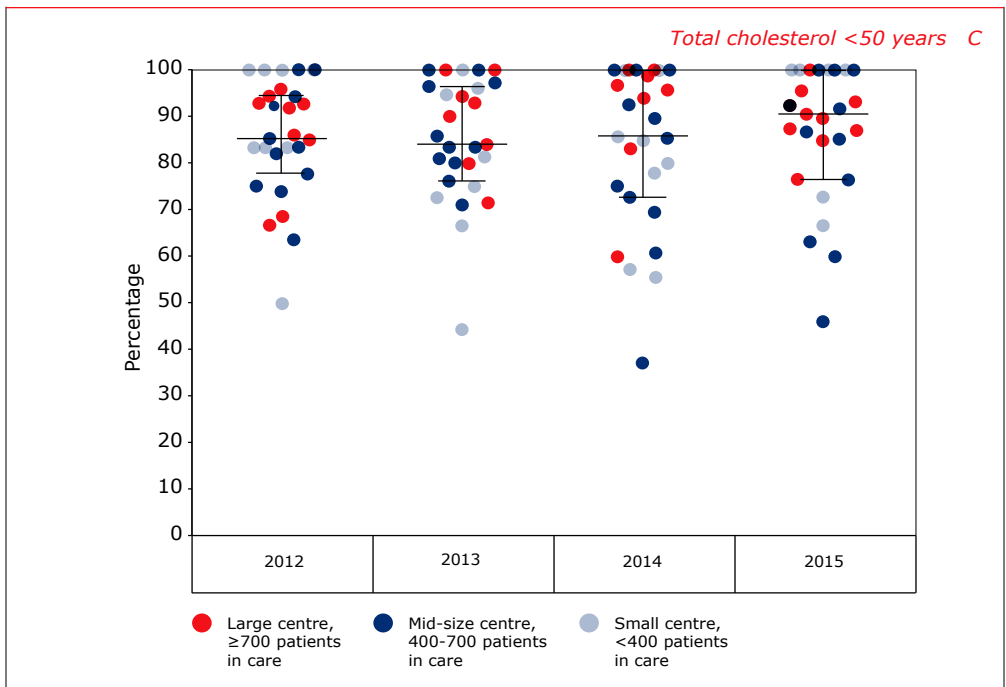 Total cholesterol <50 years C
100
90
80
70
60
50
40
30
20
10
0
Percentage
2012 2013 2014 2015
Large centre,
≥700 patients
in care
Mid-size centre,
400-700 patients
in care
Small centre,
<400 patients
in care